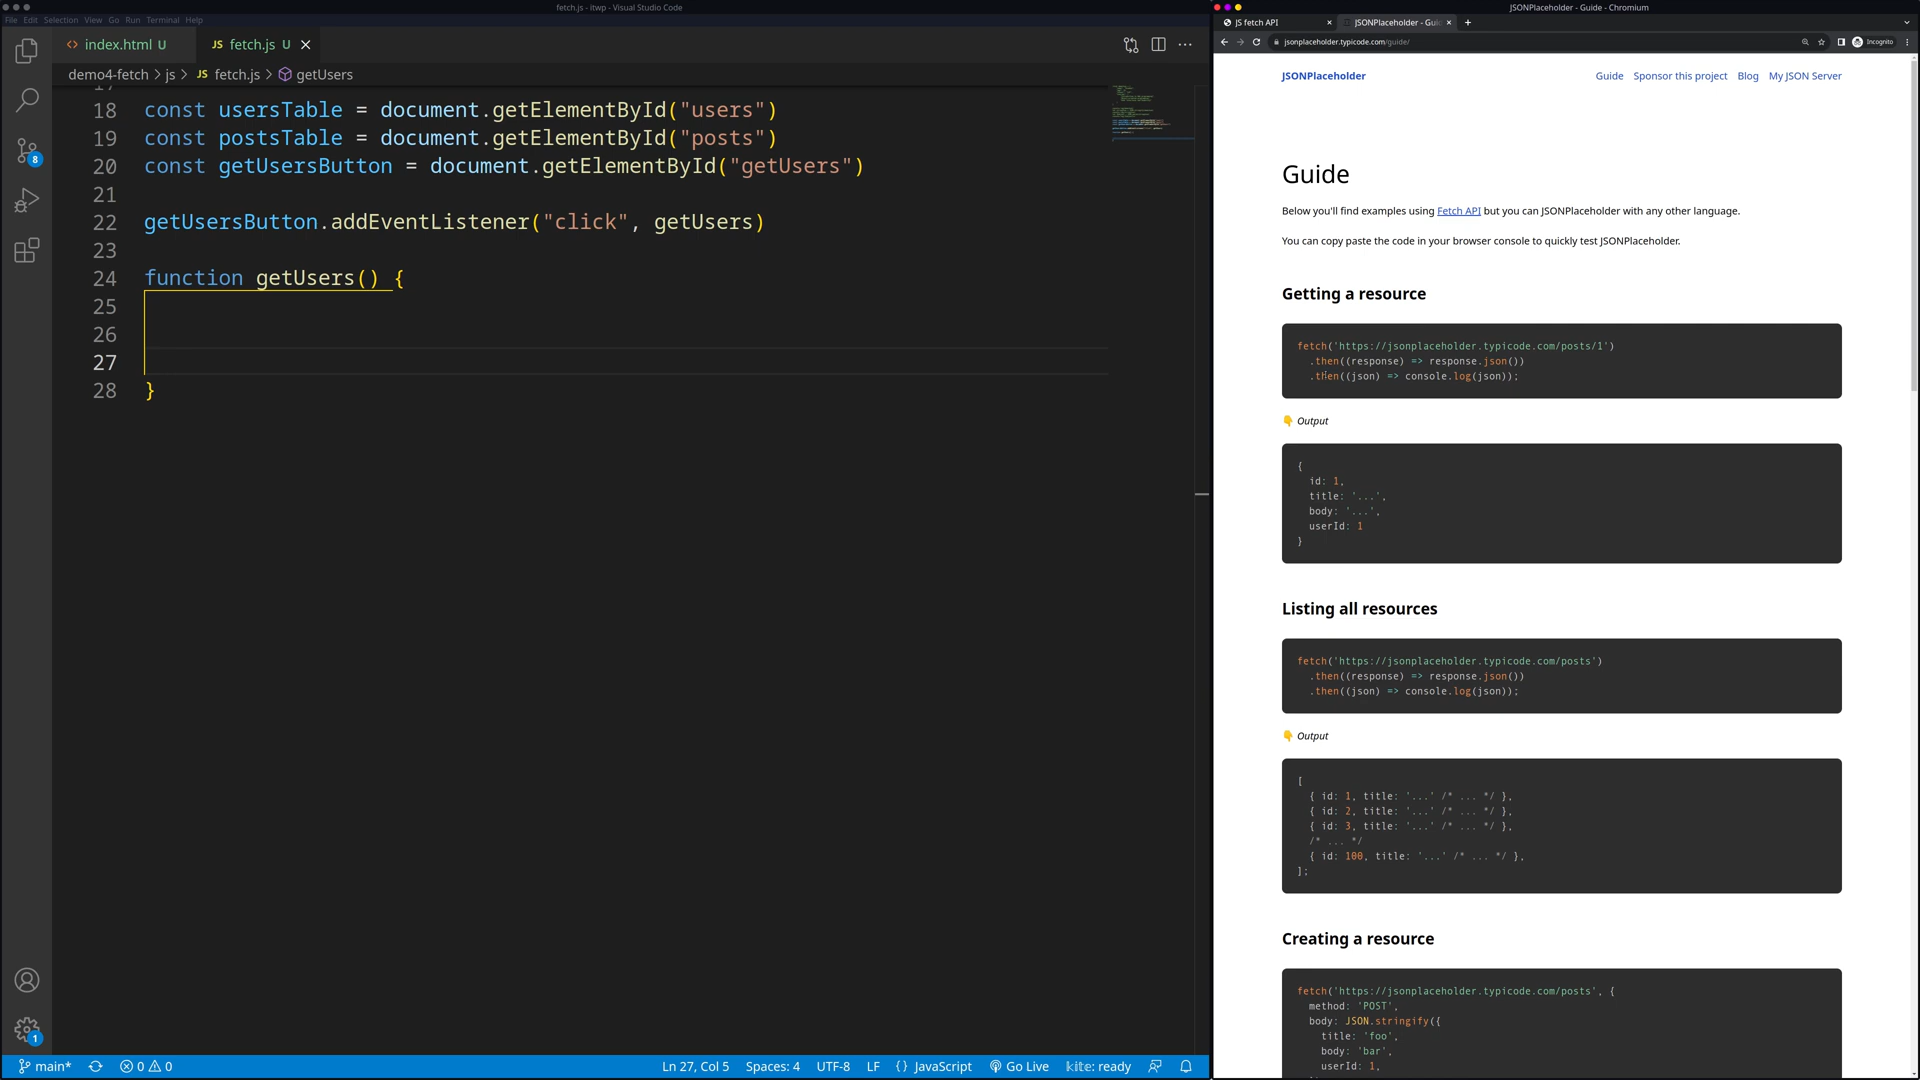 fetch.js - itwp - Visual Studio Code
File Edit Selection View Go Run Terminal Help
index.html U
JS fetch.js U
demo4-fetch > js > JS fetch.js > getUsers
17
18 const usersTable = document.getElementById("users")
19 const postsTable = document.getElementById("posts")
20 const getUsersButton = document.getElementById("getUsers")
21
22 getUsersButton.addEventListener("click", getUsers)
23
24 function getUsers() {
25
26
27
28 }
8
1
main*
0 0
Ln 27, Col 5
Spaces: 4
UTF-8
LF
{} JavaScript
Go Live
kite: ready
JSONPlaceholder - Guide - Chromium
JS fetch API
JSONPlaceholder - Gui
jsonplaceholder.typicode.com/guide/
Incognito
JSONPlaceholder
Guide Sponsor this project Blog My JSON Server
Guide
Below you'll find examples using Fetch API but you can JSONPlaceholder with any other language.
You can copy paste the code in your browser console to quickly test JSONPlaceholder.
Getting a resource
fetch('https://jsonplaceholder.typicode.com/posts/1')
.then((response) => response.json())
.then((json) => console.log(json));
👇 Output
{
id: 1,
title: '...',
body: '...',
userId: 1
}
Listing all resources
fetch('https://jsonplaceholder.typicode.com/posts')
.then((response) => response.json())
.then((json) => console.log(json));
👇 Output
[
{ id: 1, title: '...' /* ... */ },
{ id: 2, title: '...' /* ... */ },
{ id: 3, title: '...' /* ... */ },
/* ... */
{ id: 100, title: '...' /* ... */ },
];
Creating a resource
fetch('https://jsonplaceholder.typicode.com/posts', {
method: 'POST',
body: JSON.stringify({
title: 'foo',
body: 'bar',
userId: 1,